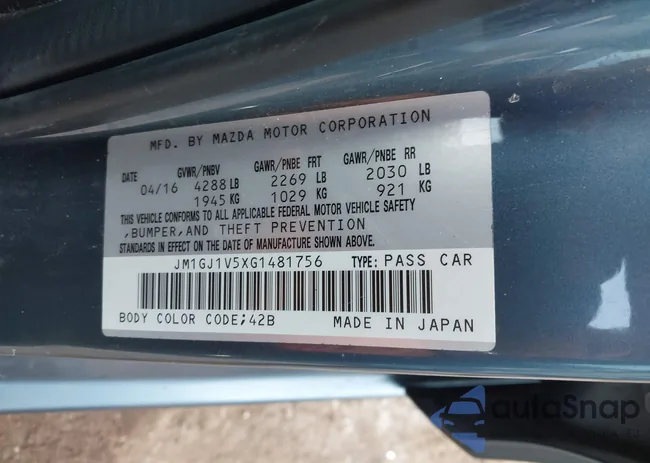 MFD. BY MAZDA MOTOR CORPORATION
DATE GVWR/PNBV GAWR/PNBE FRT GAWR/PNBE RR
04/16 4288 LB 2269 LB 2030 LB
1945 KG 1029 KG 921 KG
THIS VEHICLE CONFORMS TO ALL APPLICABLE FEDERAL MOTOR VEHICLE SAFETY
,BUMPER,AND THEFT PREVENTION
STANDARDS IN EFFECT ON THE DATE OF MANUFACTURE SHOWN ABOVE.
JM1GJ1V5XG1481756 TYPE: PASS CAR
BODY COLOR CODE;42B MADE IN JAPAN
autoSnap